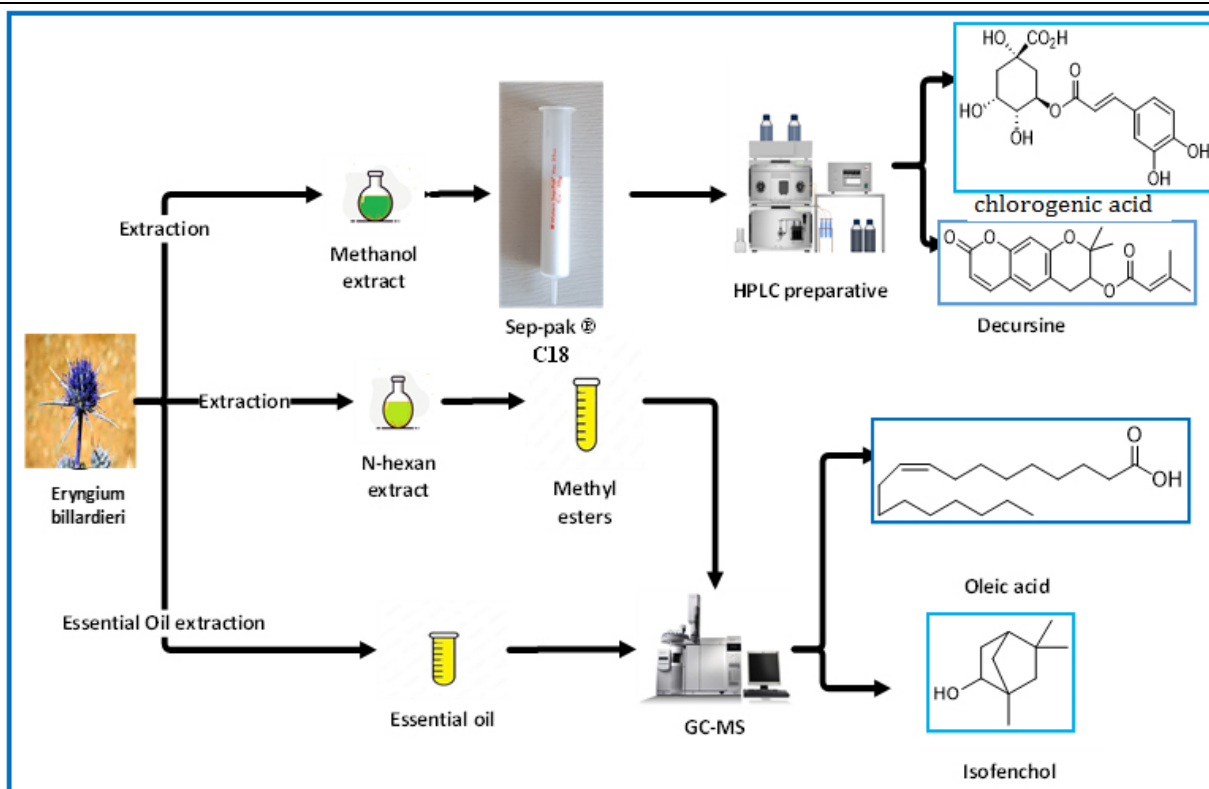 HO
CO₂H
O
HO
O
OH
OH
OH
chlorogenic acid
Extraction
Methanol
extract
Sep-pak ®
C18
HPLC preparative
O
O
O
O
O
Decursine
Eryngium
billardieri
Extraction
N-hexan
extract
Methyl
esters
O
OH
Oleic acid
Essential Oil extraction
Essential oil
GC-MS
HO
Isofenchol